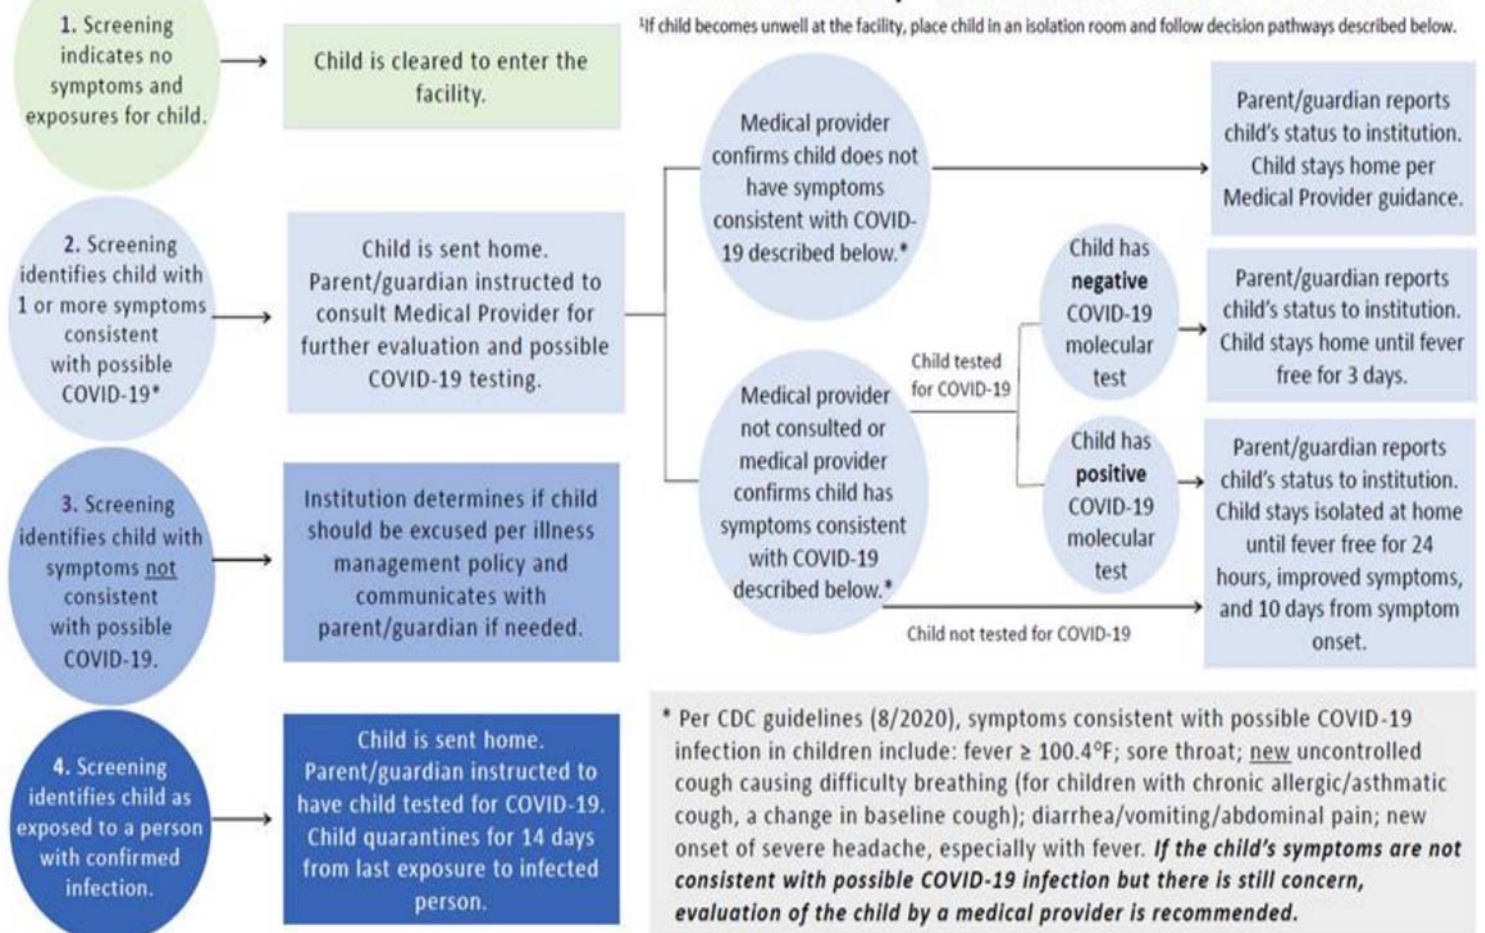 1. Screening
indicates no
symptoms and
exposures for child.
Child is cleared to enter the
facility.
¹If child becomes unwell at the facility, place child in an isolation room and follow decision pathways described below.
2. Screening
identifies child with
1 or more symptoms
consistent
with possible
COVID-19*
Child is sent home.
Parent/guardian instructed to
consult Medical Provider for
further evaluation and possible
COVID-19 testing.
Medical provider
confirms child does not
have symptoms
consistent with COVID-
19 described below.*
Parent/guardian reports
child's status to institution.
Child stays home per
Medical Provider guidance.
Medical provider
not consulted or
medical provider
confirms child has
symptoms consistent
with COVID-19
described below.*
Child tested
for COVID-19
Child has
negative
COVID-19
molecular
test
Parent/guardian reports
child's status to institution.
Child stays home until fever
free for 3 days.
Child has
positive
COVID-19
molecular
test
Parent/guardian reports
child's status to institution.
Child stays isolated at home
until fever free for 24
hours, improved symptoms,
and 10 days from symptom
onset.
Child not tested for COVID-19
3. Screening
identifies child with
symptoms not
consistent
with possible
COVID-19.
Institution determines if child
should be excused per illness
management policy and
communicates with
parent/guardian if needed.
4. Screening
identifies child as
exposed to a person
with confirmed
infection.
Child is sent home.
Parent/guardian instructed to
have child tested for COVID-19.
Child quarantines for 14 days
from last exposure to infected
person.
* Per CDC guidelines (8/2020), symptoms consistent with possible COVID-19
infection in children include: fever ≥ 100.4°F; sore throat; new uncontrolled
cough causing difficulty breathing (for children with chronic allergic/asthmatic
cough, a change in baseline cough); diarrhea/vomiting/abdominal pain; new
onset of severe headache, especially with fever. If the child's symptoms are not
consistent with possible COVID-19 infection but there is still concern,
evaluation of the child by a medical provider is recommended.